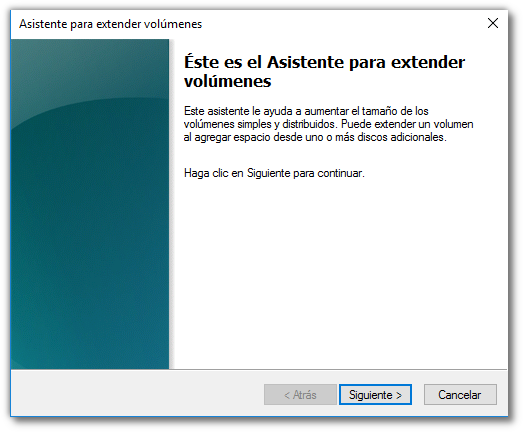 Asistente para extender volúmenes
Éste es el Asistente para extender
volúmenes
Este asistente le ayuda a aumentar el tamaño de los
volúmenes simples y distribuidos. Puede extender un volumen
al agregar espacio desde uno o más discos adicionales.
Haga clic en Siguiente para continuar.
< Atrás
Siguiente >
Cancelar